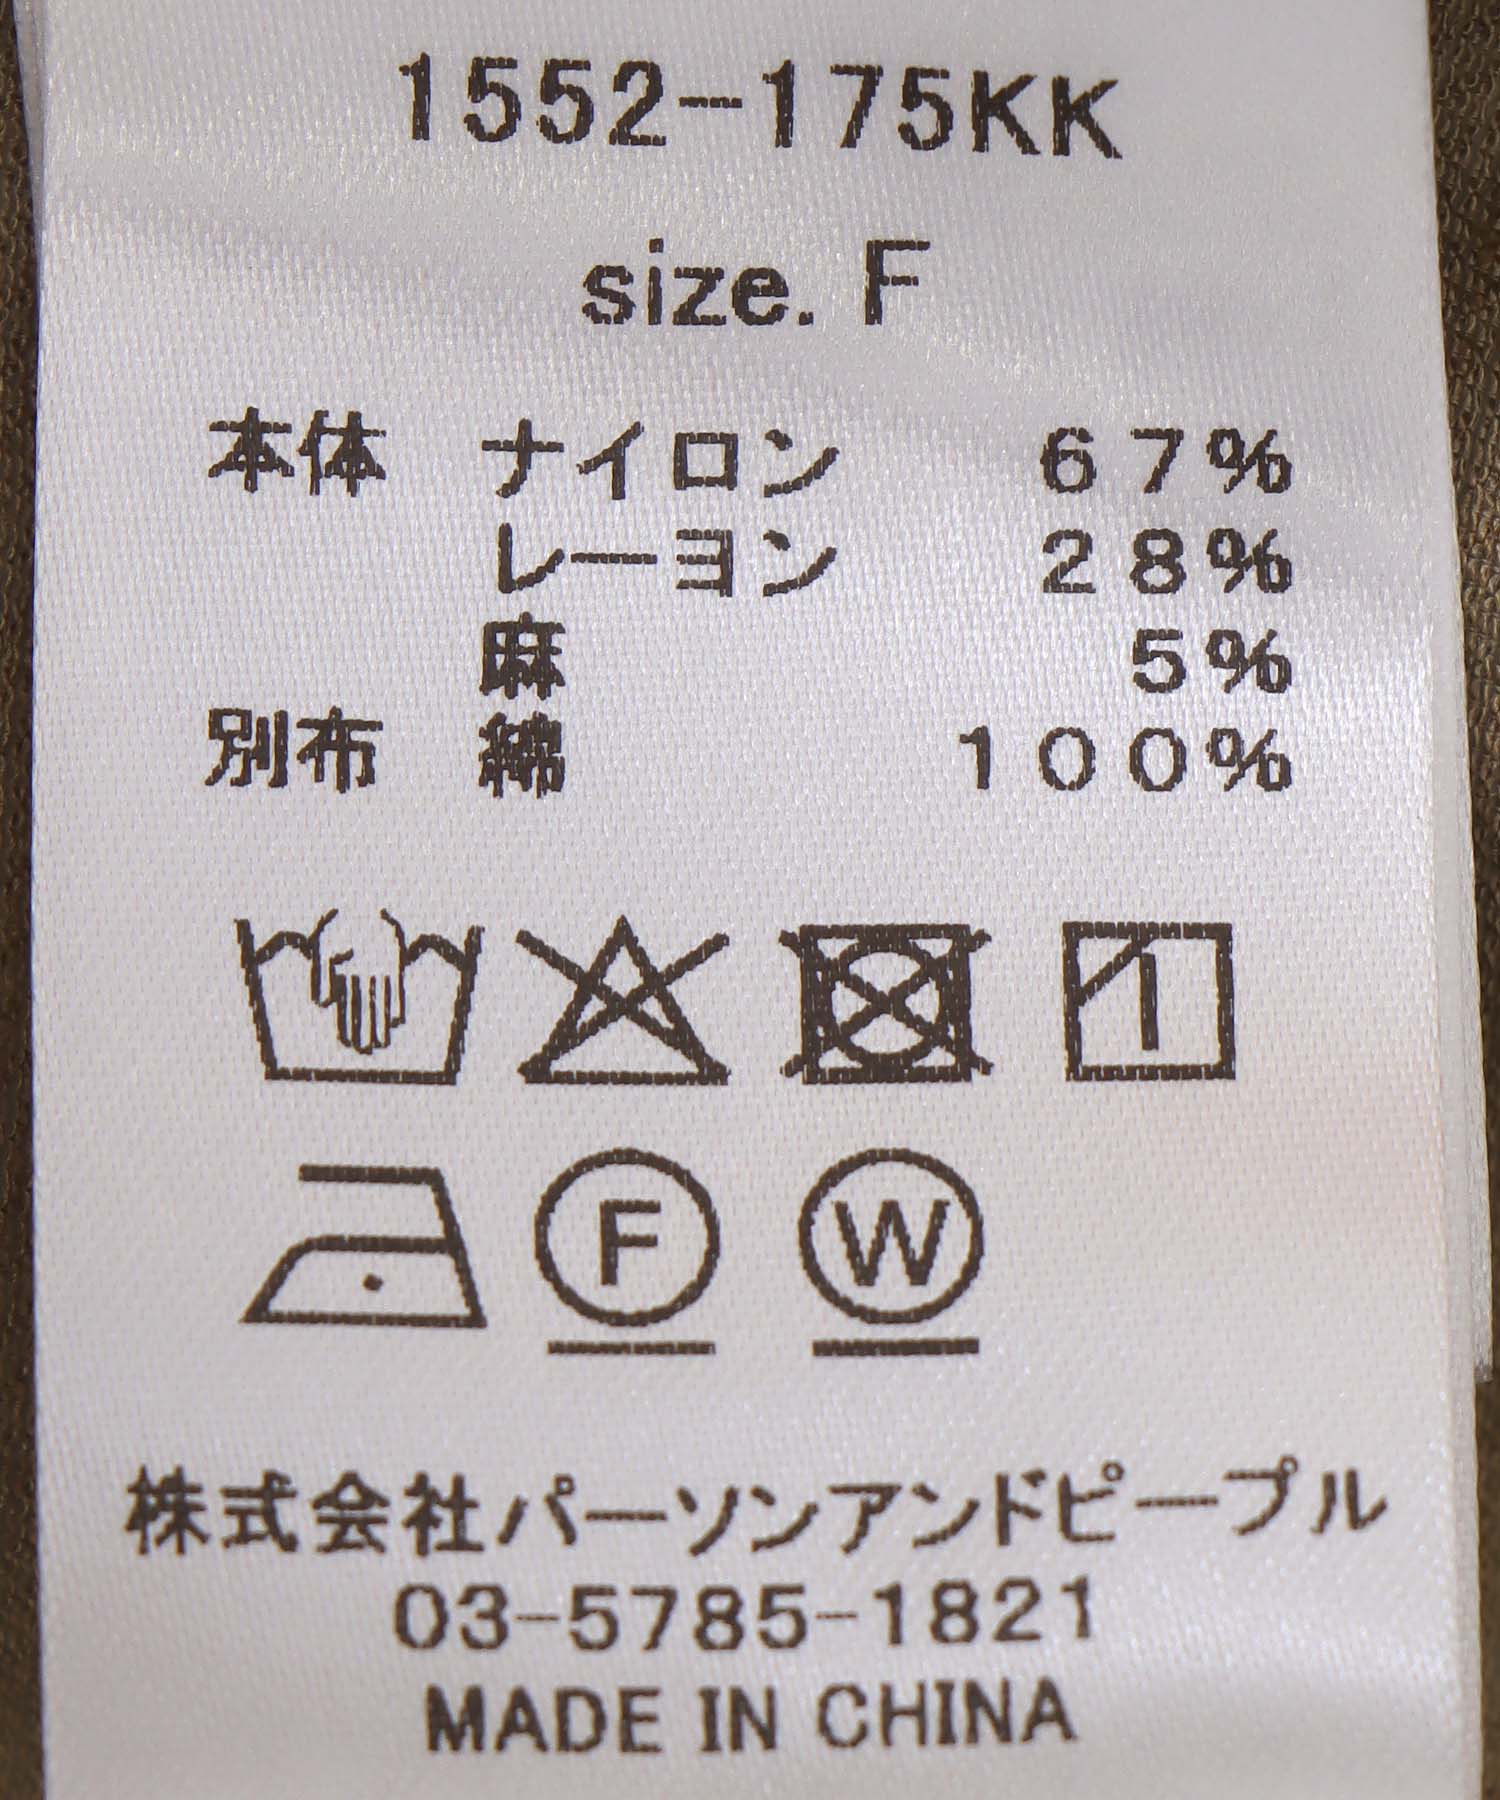 1552-175KK
size. F
本体 ナイロン 67%
レーヨン 28%
麻 5%
別布 綿 100%
F W
株式会社パーソンアンドピープル
03-5785-1821
MADE IN CHINA